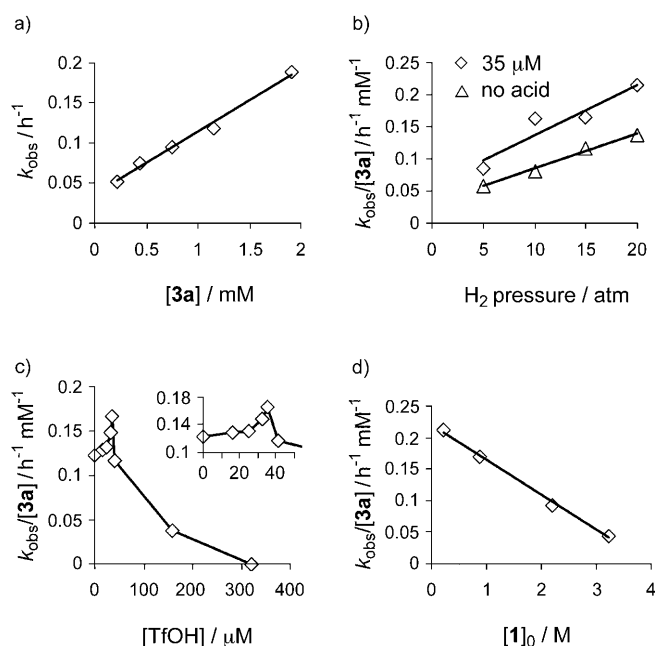 a)
0.2
0.15
0.1
0.05
0
k_obs / h⁻¹
0 0.5 1 1.5 2
[3a] / mM
b)
◇ 35 μM
△ no acid
0.25
0.2
0.15
0.1
0.05
0
k_obs/[3a] / h⁻¹ mM⁻¹
0 5 10 15 20
H₂ pressure / atm
c)
0.2
0.15
0.1
0.05
0
k_obs/[3a] / h⁻¹ mM⁻¹
0.18
0.14
0.1
0 20 40
0 100 200 300 400
[TfOH] / μM
d)
0.25
0.2
0.15
0.1
0.05
0
k_obs/[3a] / h⁻¹ mM⁻¹
0 1 2 3 4
[1]₀ / M